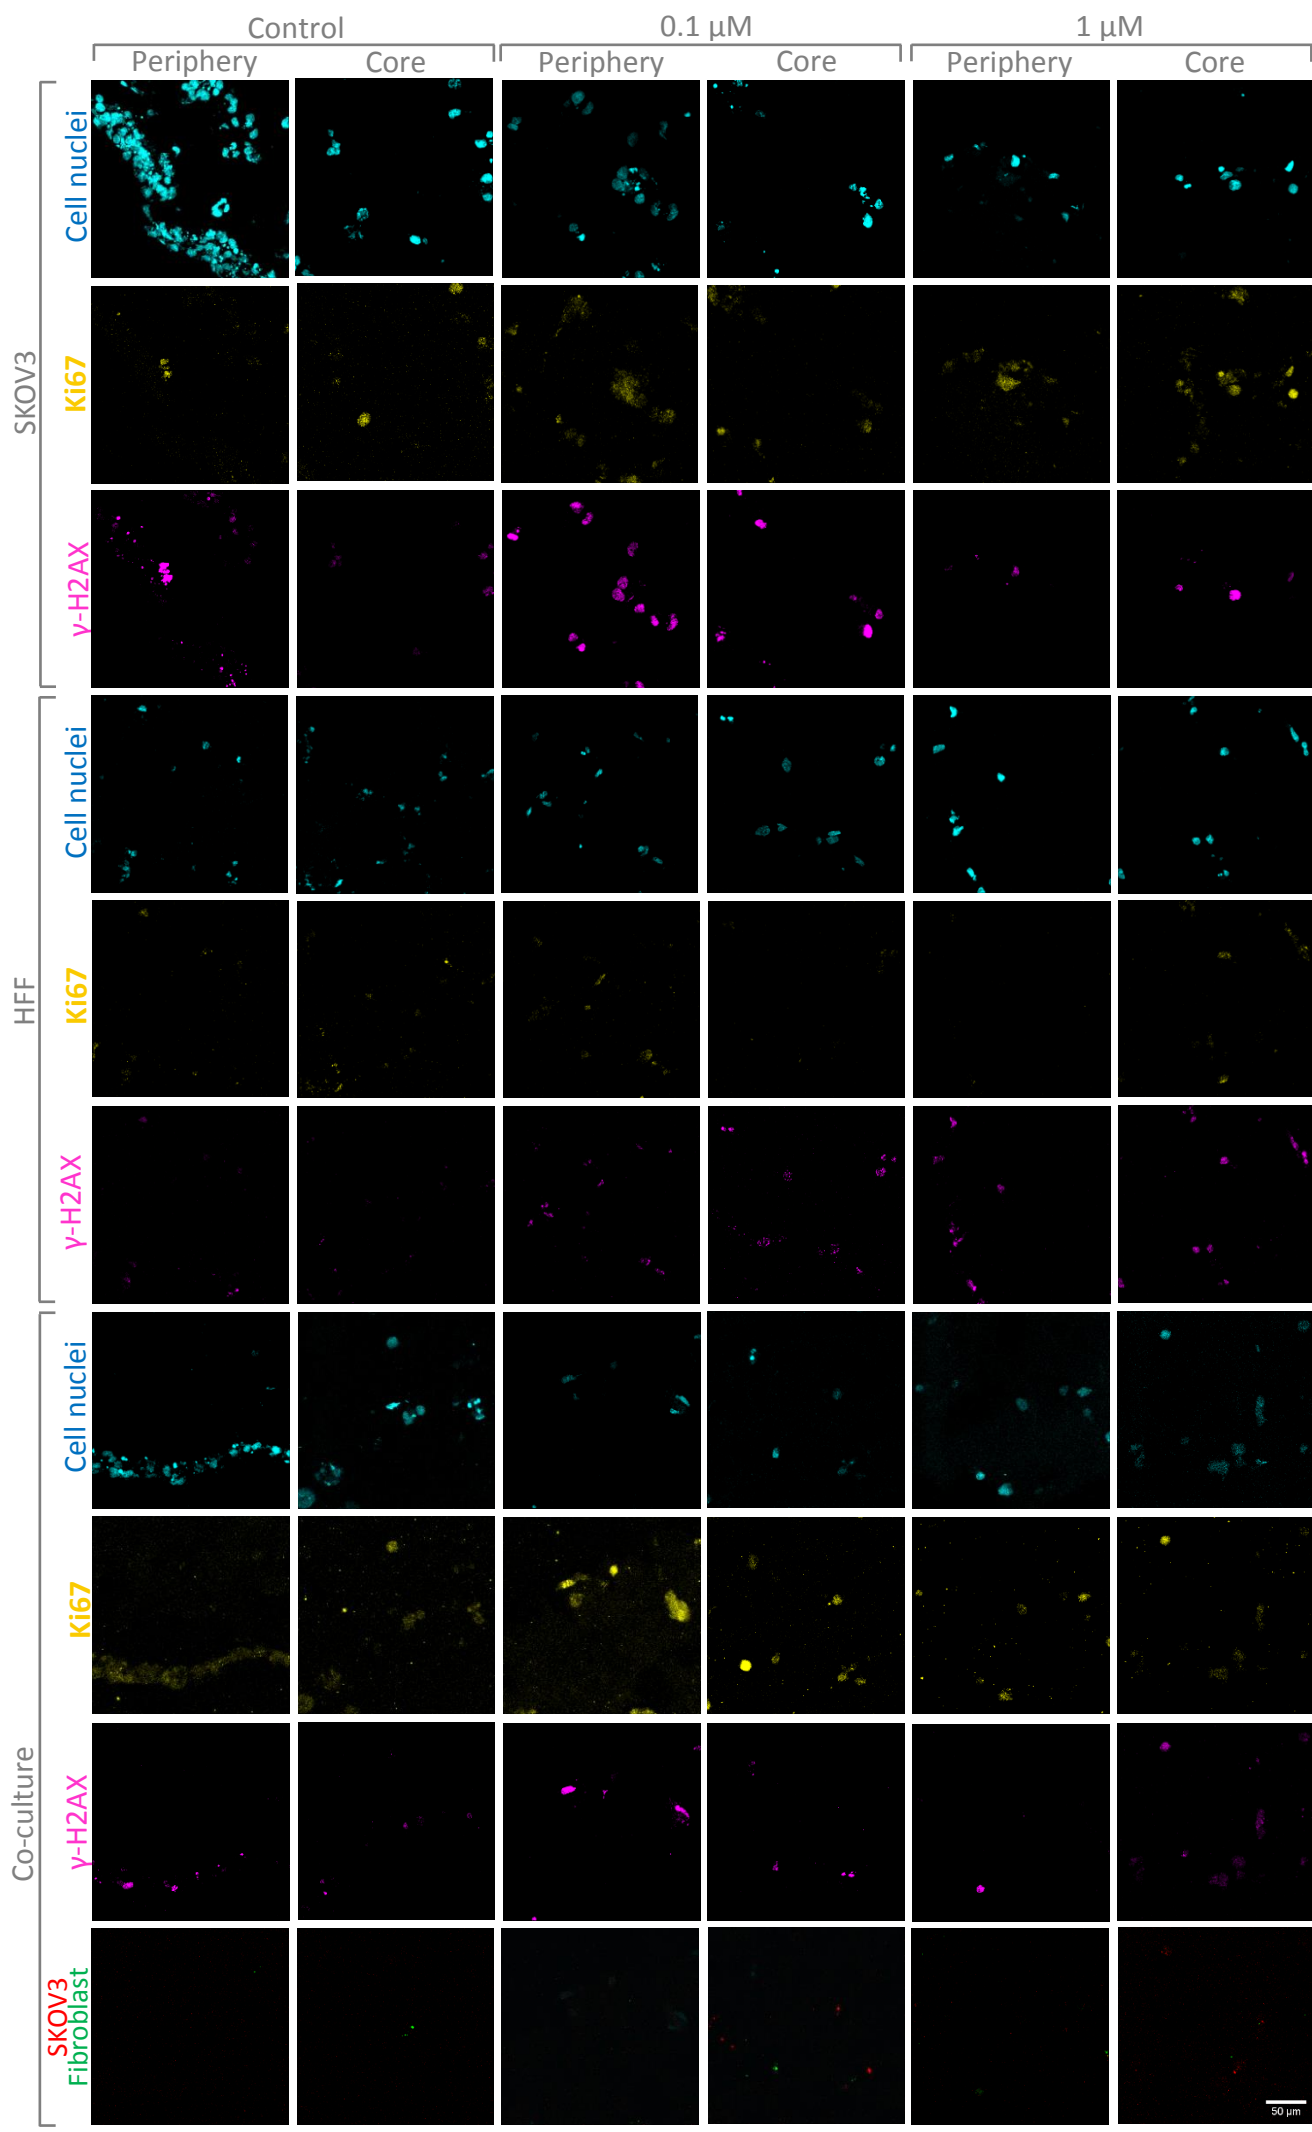 Control 0.1 µM 1 µM
Periphery Core Periphery Core Periphery Core
SKOV3
Cell nuclei
Ki67
γ-H2AX
HFF
Cell nuclei
Ki67
γ-H2AX
Co-culture
Cell nuclei
Ki67
γ-H2AX
SKOV3
Fibroblast
50 µm